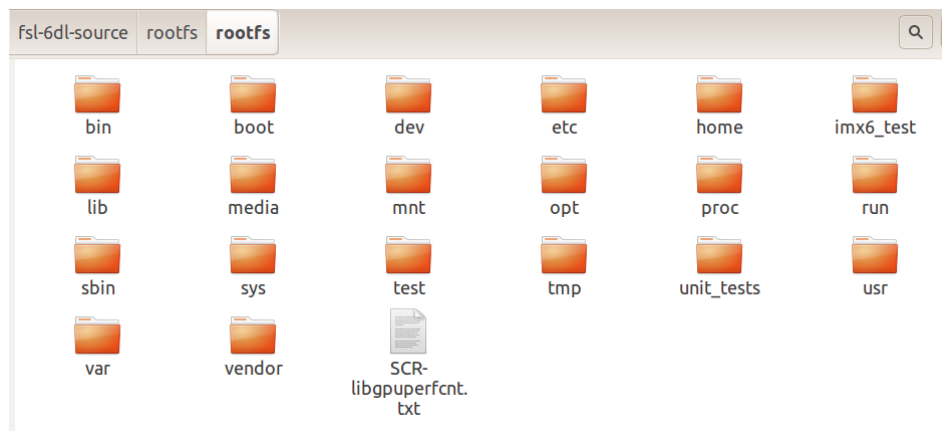 fsl-6dl-source rootfs rootfs
bin boot dev etc home imx6_test
lib media mnt opt proc run
sbin sys test tmp unit_tests usr
var vendor SCR-
libgpuperfcnt.
txt